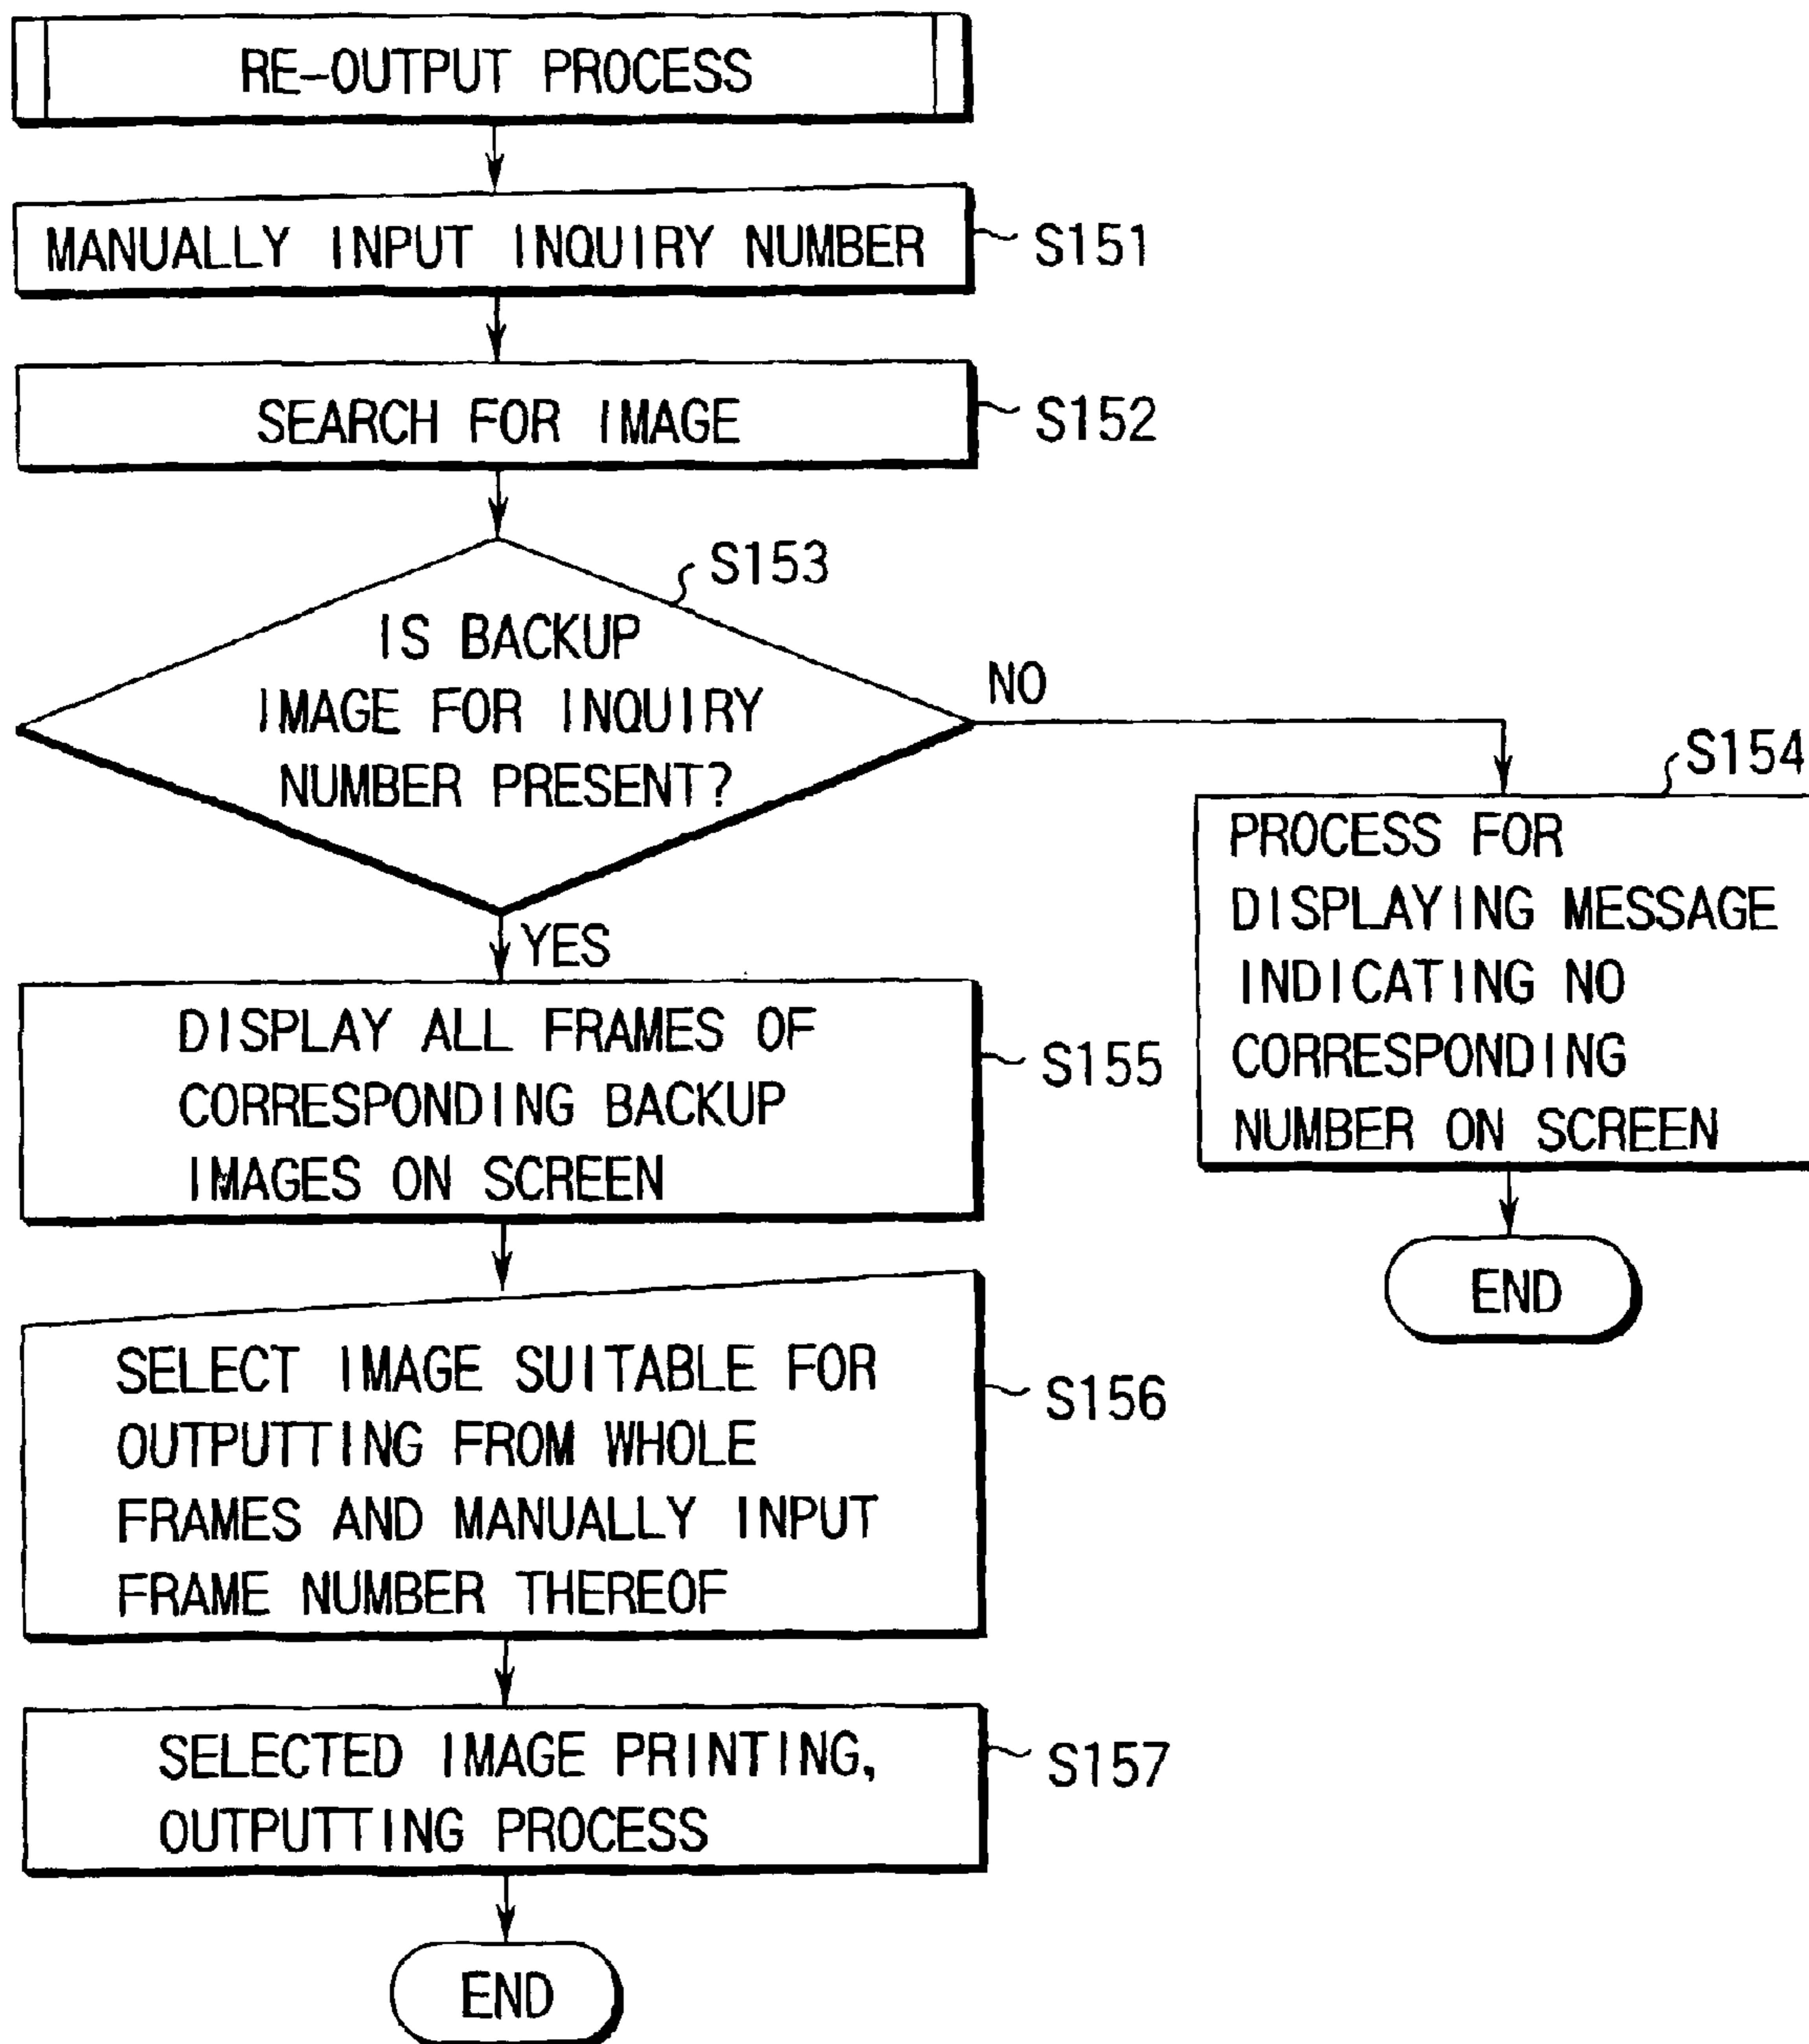 RE-OUTPUT PROCESS
MANUALLY INPUT INQUIRY NUMBER
S151
SEARCH FOR IMAGE
S152
S153
IS BACKUP
IMAGE FOR INQUIRY
NUMBER PRESENT?
NO
YES
S154
PROCESS FOR
DISPLAYING MESSAGE
INDICATING NO
CORRESPONDING
NUMBER ON SCREEN
END
DISPLAY ALL FRAMES OF
CORRESPONDING BACKUP
IMAGES ON SCREEN
S155
SELECT IMAGE SUITABLE FOR
OUTPUTTING FROM WHOLE
FRAMES AND MANUALLY INPUT
FRAME NUMBER THEREOF
S156
SELECTED IMAGE PRINTING,
OUTPUTTING PROCESS
S157
END